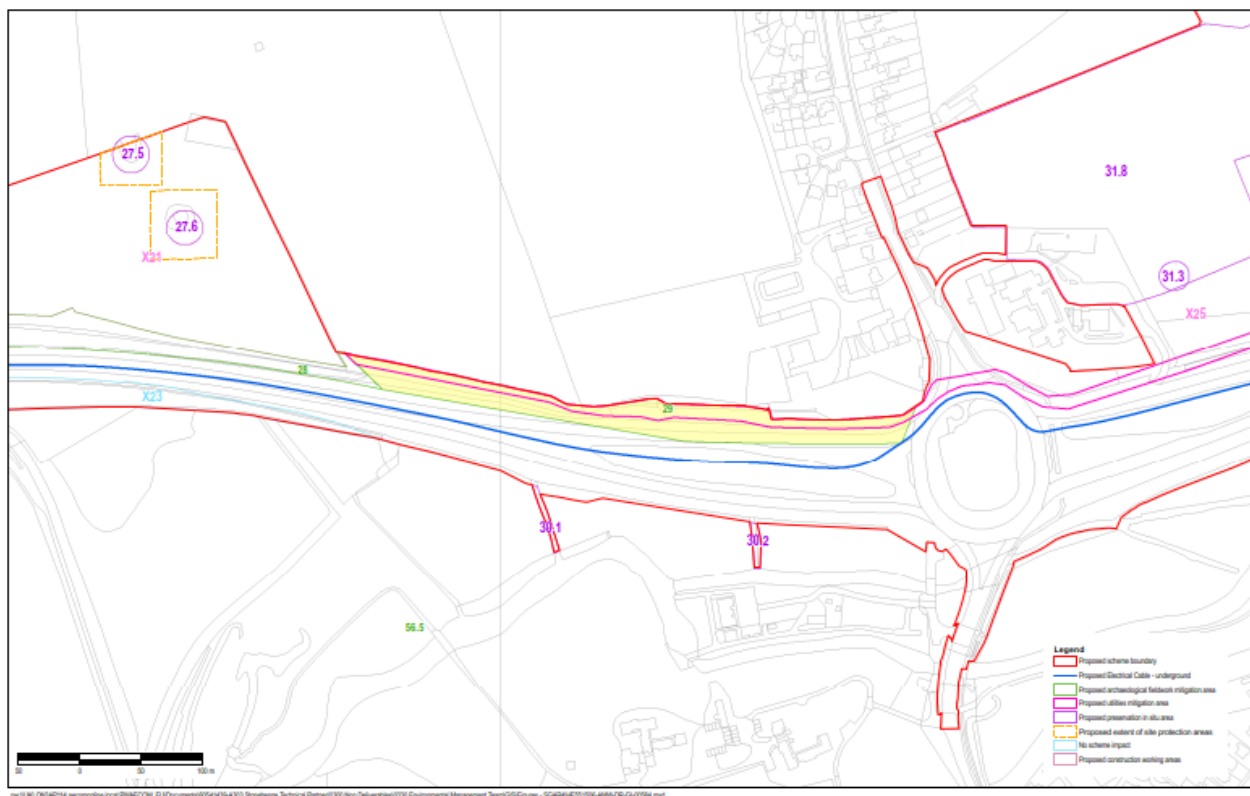 27.5
31.8
27.6
X21
31.3
X25
28
X23
29
30.1
30.2
56.5
Legend
Proposed scheme boundary
Proposed Electrical Cable - underground
Proposed archaeological fieldwork mitigation area
Proposed utilities mitigation area
Proposed preservation in situ area
Proposed extent of site protection areas
No scheme impact
Proposed construction working areas
50 0 50 100 m